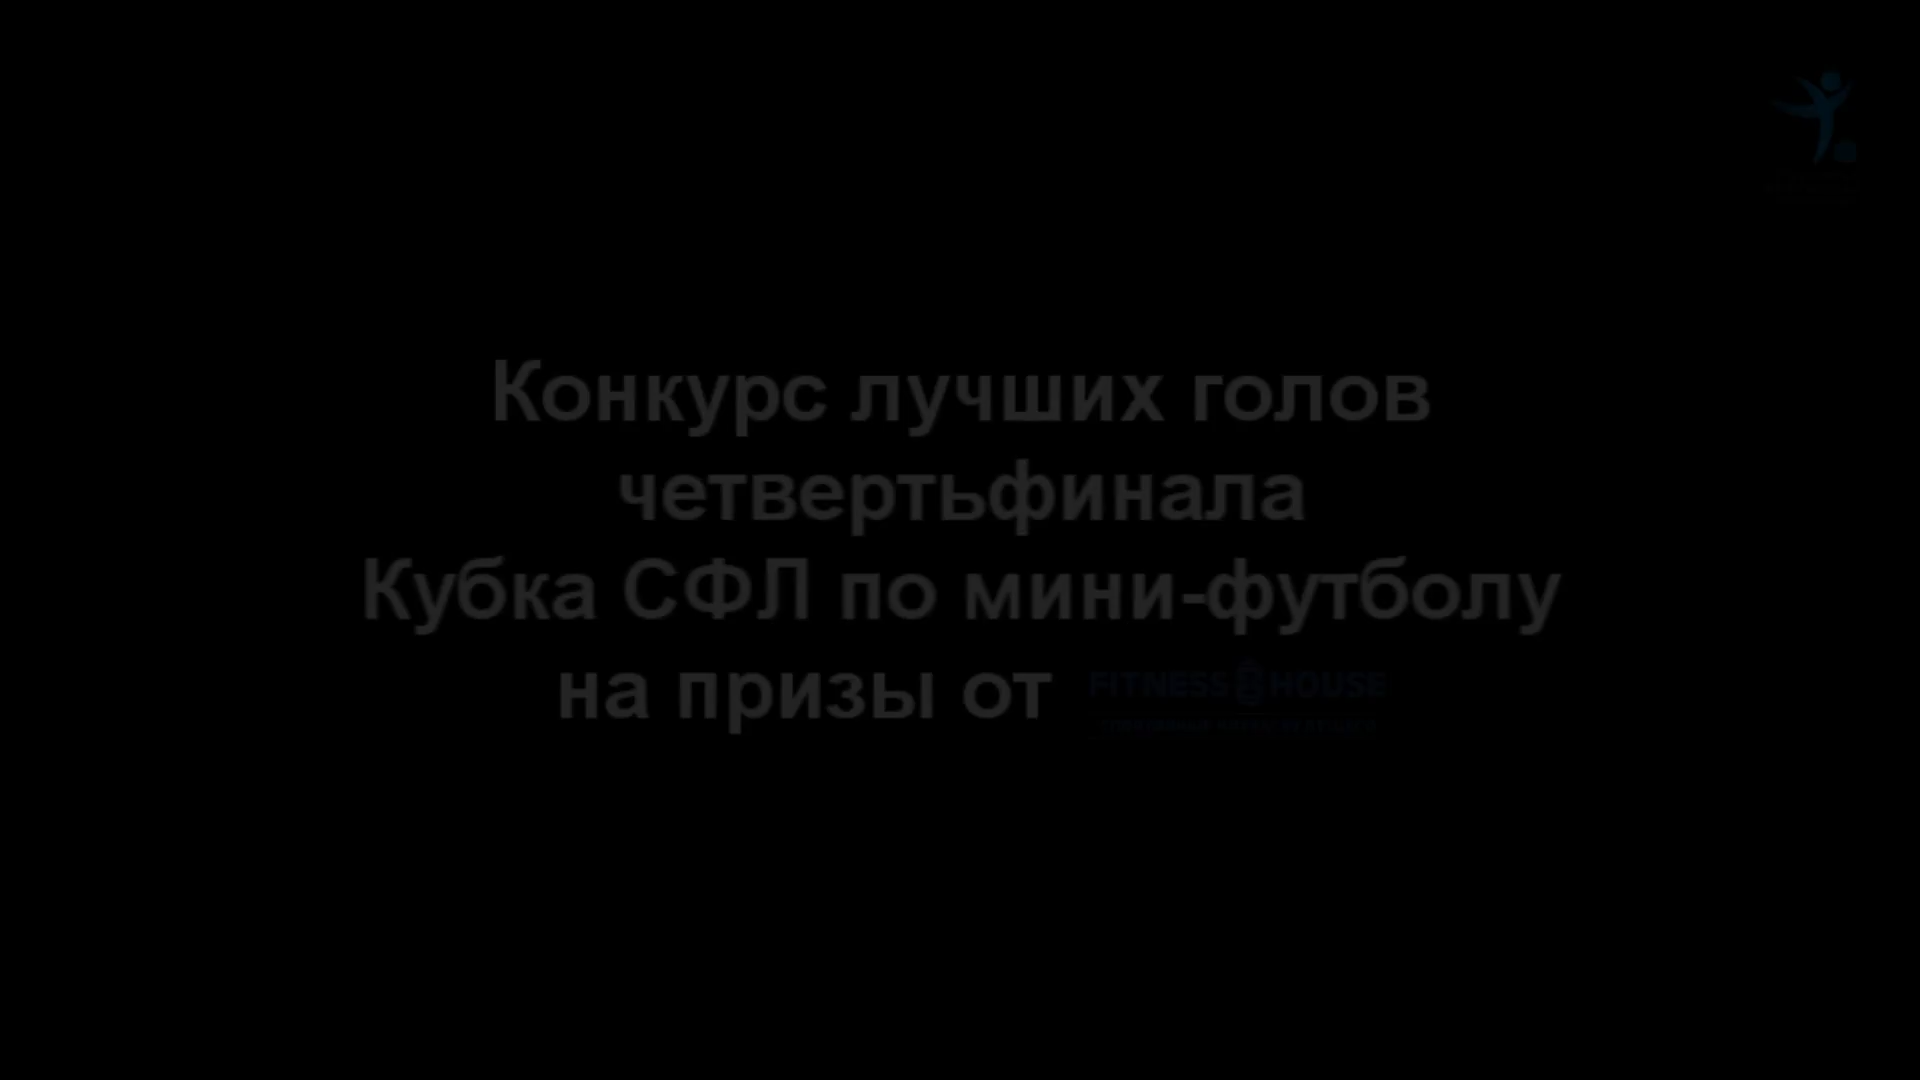 Конкурс лучших голов
четвертьфинала
Кубка СФЛ по мини-футболу
на призы от FITNESS HOUSE